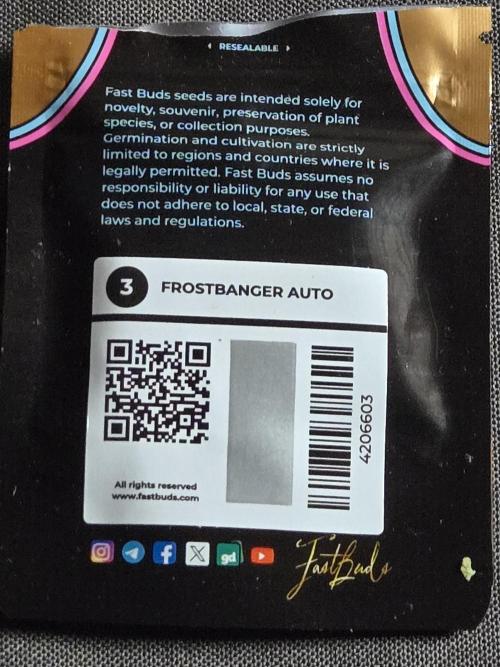 RESEALABLE
Fast Buds seeds are intended solely for
novelty, souvenir, preservation of plant
species, or collection purposes.
Germination and cultivation are strictly
limited to regions and countries where it is
legally permitted. Fast Buds assumes no
responsibility or liability for any use that
does not adhere to local, state, or federal
laws and regulations.
3 FROSTBANGER AUTO
4206603
All rights reserved
www.fastbuds.com
gd
FastBuds